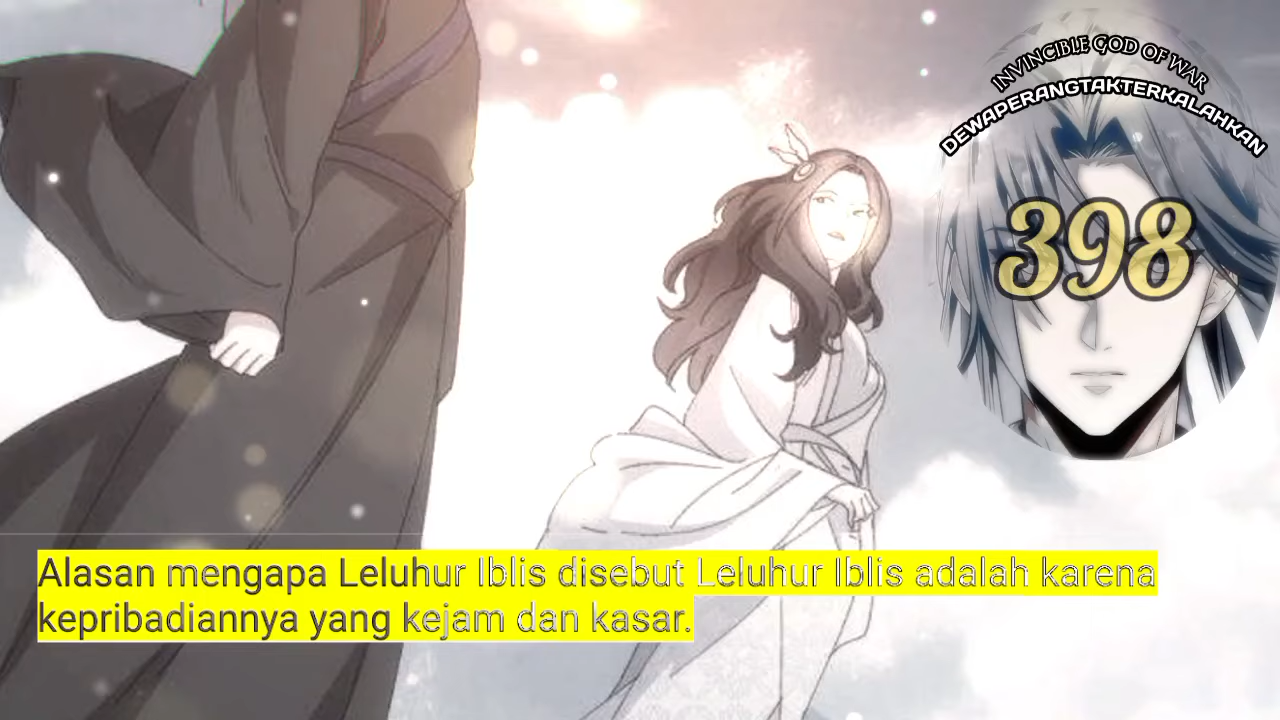 INVINCIBLE GOD OF WAR
DEWAPERANGTAKTERKALAHKAN
398
Alasan mengapa Leluhur Iblis disebut Leluhur Iblis adalah karena
kepribadiannya yang kejam dan kasar.